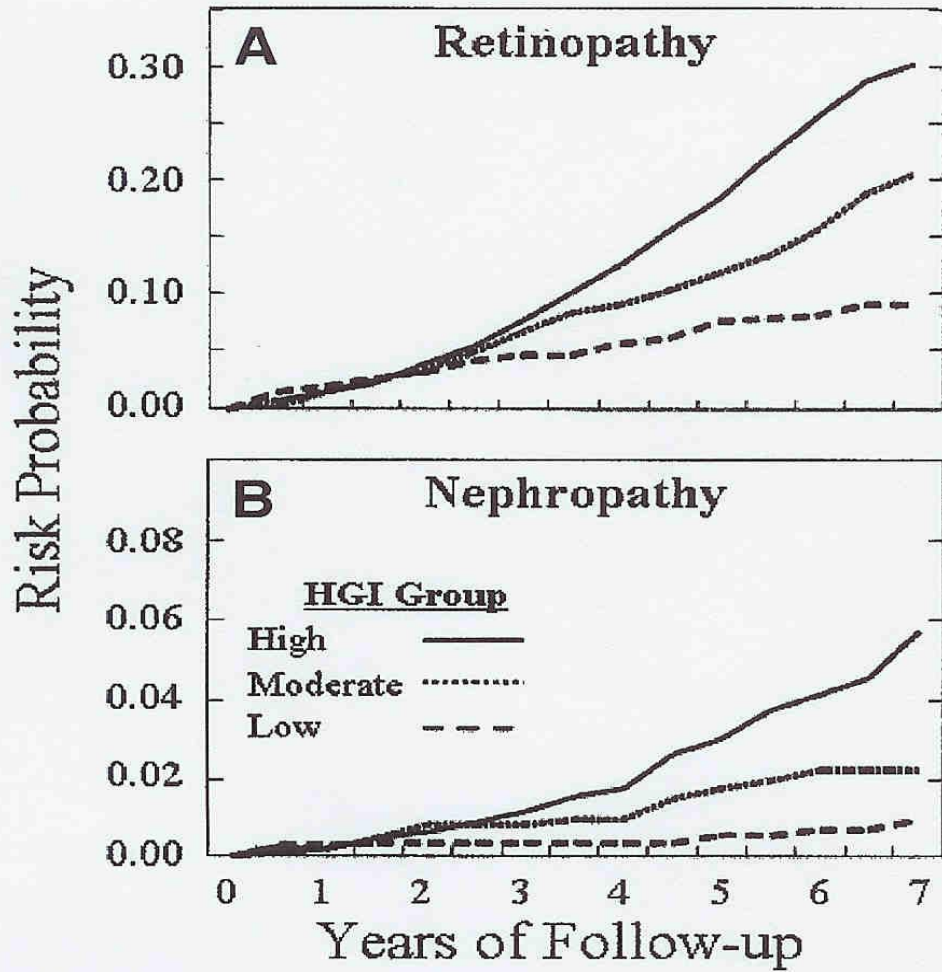 A Retinopathy
0.30
0.20
0.10
0.00
Risk Probability
B Nephropathy
0.08
0.06
0.04
0.02
0.00
HGI Group
High
Moderate
Low
0 1 2 3 4 5 6 7
Years of Follow-up